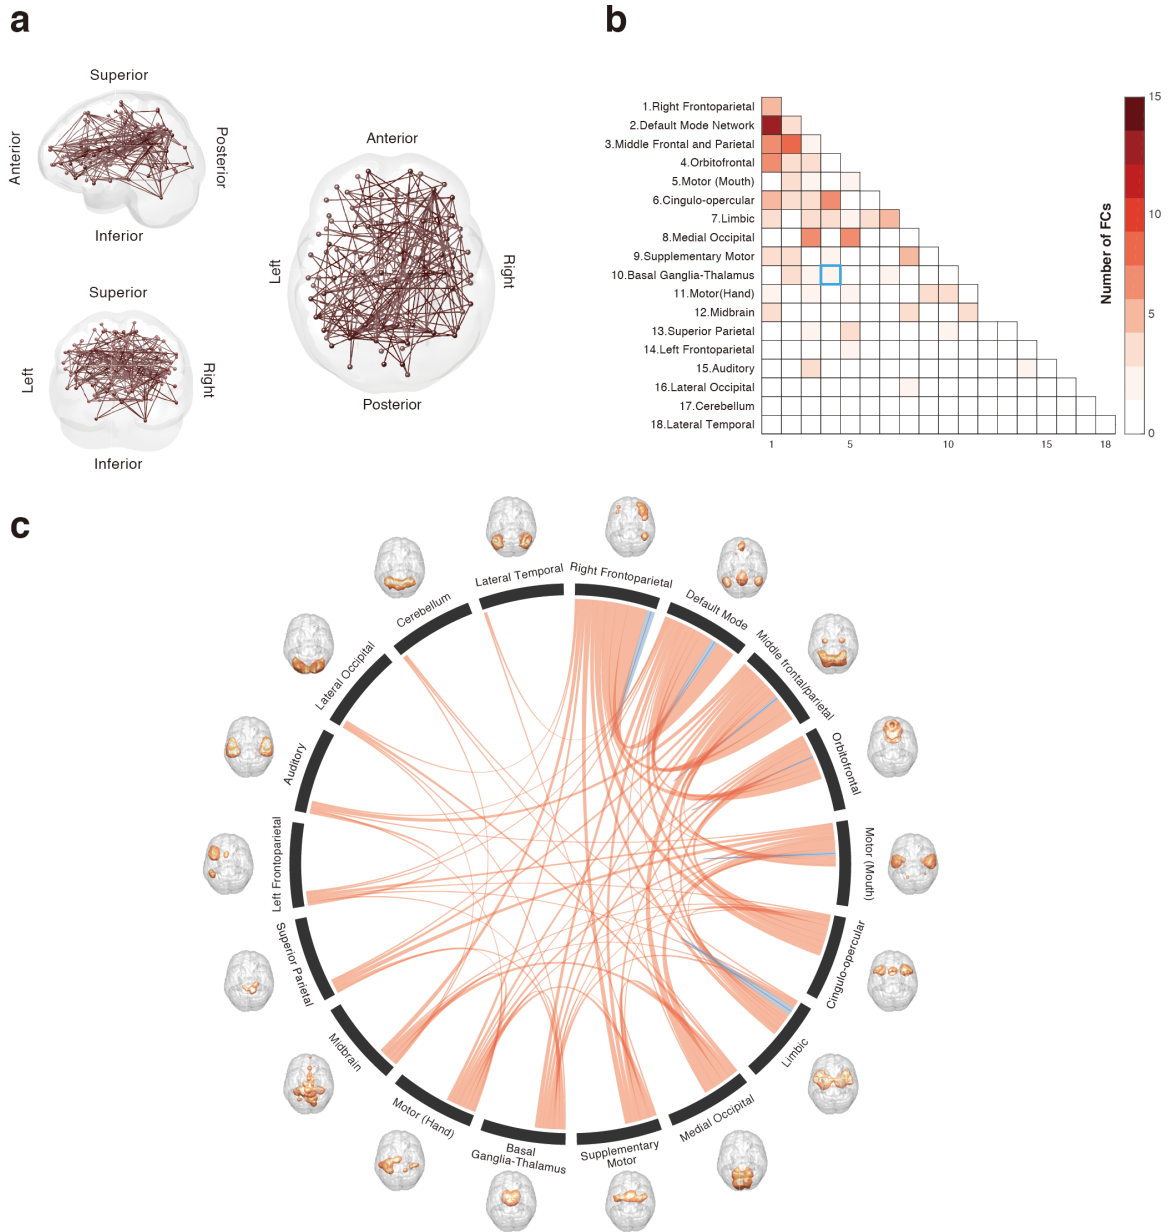 a
Superior
Anterior
Posterior
Inferior
Superior
Left
Right
Inferior
Anterior
Left
Right
Posterior
b
1.Right Frontoparietal
2.Default Mode Network
3.Middle Frontal and Parietal
4.Orbitofrontal
5.Motor (Mouth)
6.Cingulo-opercular
7.Limbic
8.Medial Occipital
9.Supplementary Motor
10.Basal Ganglia-Thalamus
11.Motor(Hand)
12.Midbrain
13.Superior Parietal
14.Left Frontoparietal
15.Auditory
16.Lateral Occipital
17.Cerebellum
18.Lateral Temporal
1 5 10 15 18
Number of FCs
15
10
5
0
c
Lateral Temporal
Right Frontoparietal
Default Mode
Middle frontal/parietal
Orbitofrontal
Motor (Mouth)
Cingulo-opercular
Limbic
Medial Occipital
Supplementary
Motor
Basal
Ganglia-Thalamus
Motor (Hand)
Midbrain
Superior Parietal
Left Frontoparietal
Auditory
Lateral Occipital
Cerebellum